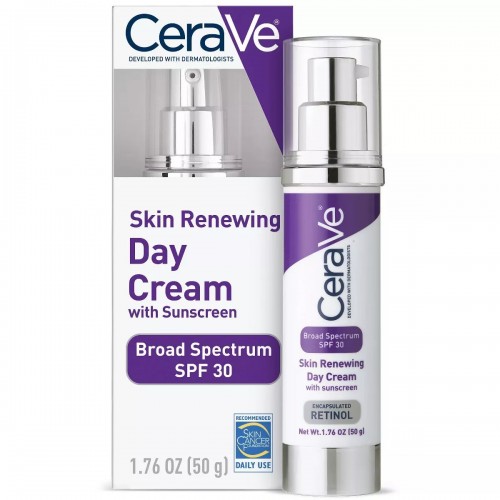 CeraVe
DEVELOPED WITH DERMATOLOGISTS
Skin Renewing
Day
Cream
with Sunscreen
Broad Spectrum
SPF 30
RECOMMENDED
SKIN
CANCER
FOUNDATION
DAILY USE
1.76 OZ (50 g)
CeraVe
DEVELOPED WITH DERMATOLOGISTS
Broad Spectrum
SPF 30
Skin Renewing
Day Cream
with sunscreen
ENCAPSULATED
RETINOL
Net Wt. 1.76 OZ (50 g)